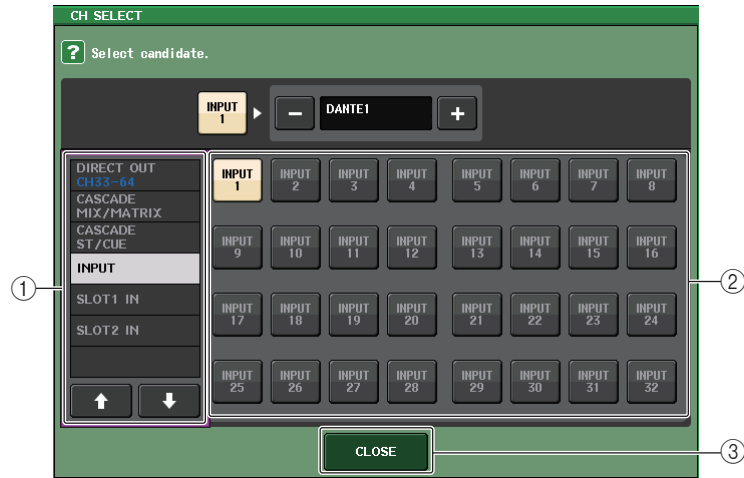 CH SELECT
? Select candidate.
INPUT 1
DANTE1
DIRECT OUT
CH33-64
CASCADE
MIX/MATRIX
CASCADE
ST/CUE
INPUT
SLOT1 IN
SLOT2 IN
INPUT 1 INPUT 2 INPUT 3 INPUT 4 INPUT 5 INPUT 6 INPUT 7 INPUT 8
INPUT 9 INPUT 10 INPUT 11 INPUT 12 INPUT 13 INPUT 14 INPUT 15 INPUT 16
INPUT 17 INPUT 18 INPUT 19 INPUT 20 INPUT 21 INPUT 22 INPUT 23 INPUT 24
INPUT 25 INPUT 26 INPUT 27 INPUT 28 INPUT 29 INPUT 30 INPUT 31 INPUT 32
CLOSE
1
2
3